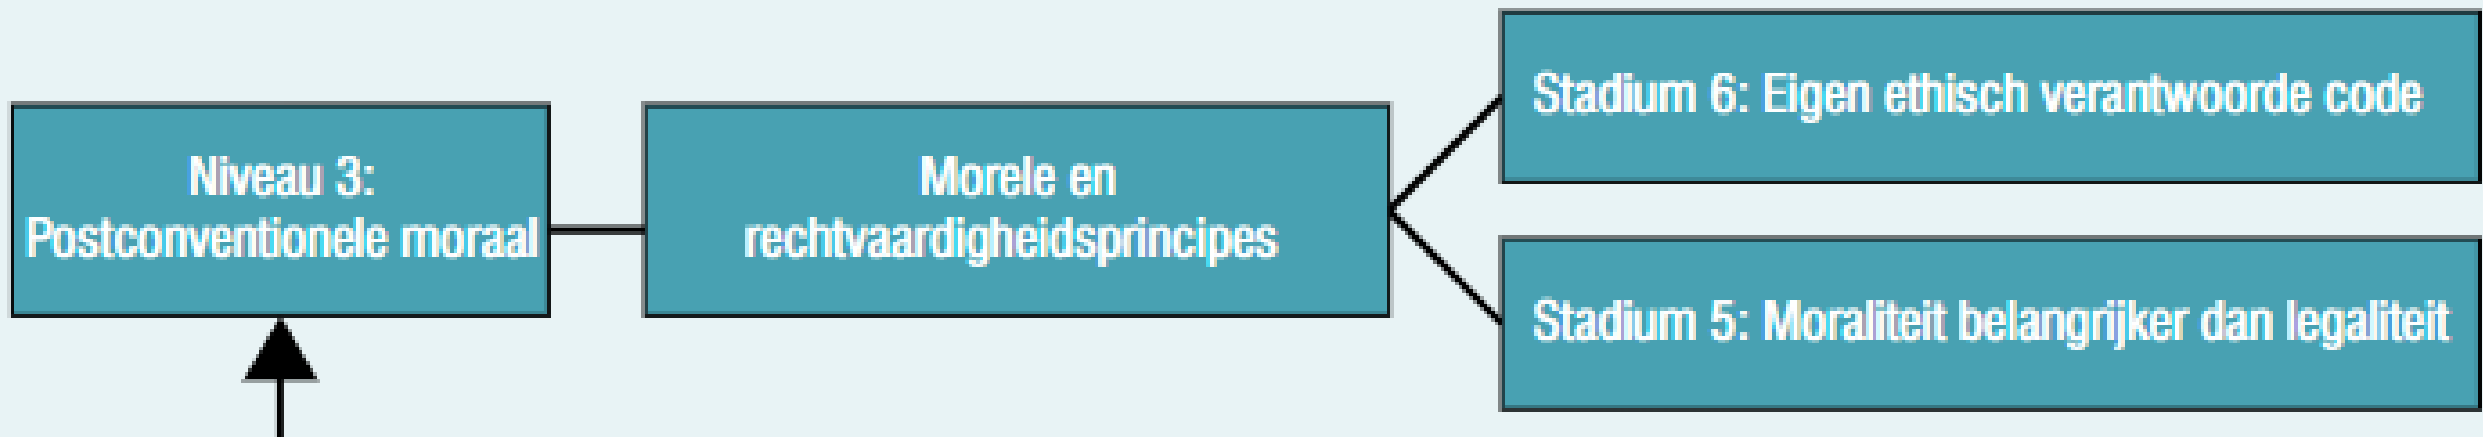 Niveau 3:
Postconventionele moraal
Morele en
rechtvaardigheidsprincipes
Stadium 6: Eigen ethisch verantwoorde code
Stadium 5: Moraliteit belangrijker dan legaliteit